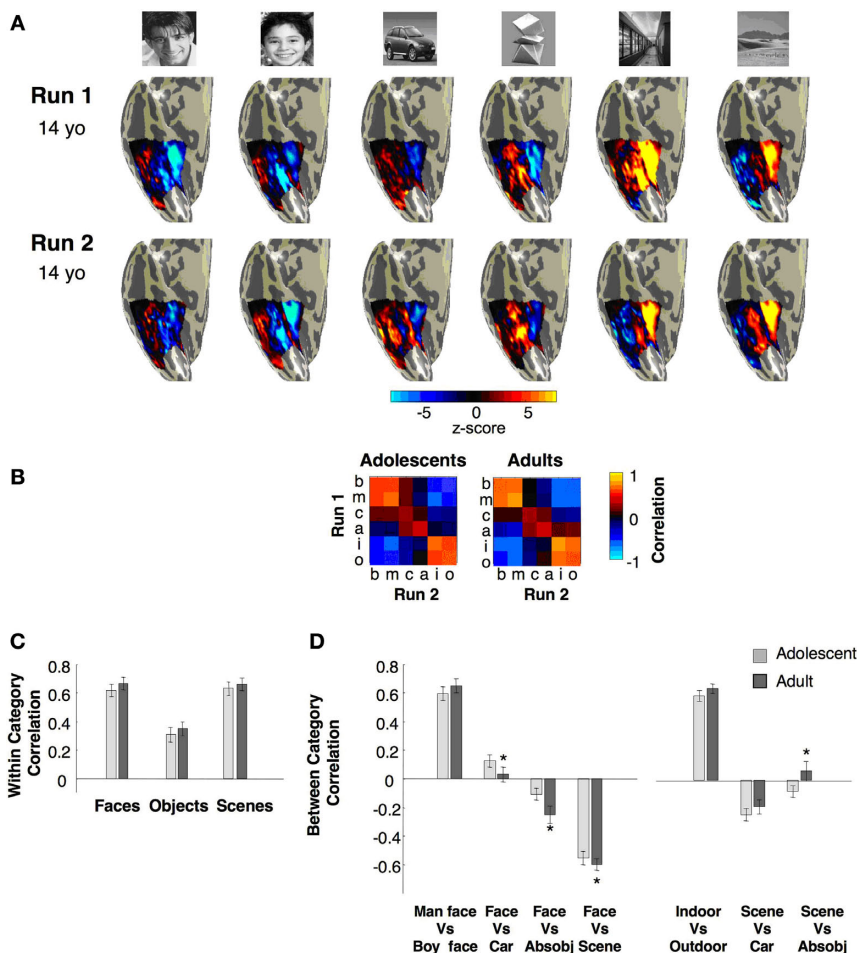 A
Run 1
14 yo
Run 2
14 yo
-5 0 5
z-score
B
Adolescents Adults
b
m
c
a
i
o
Run 1
b m c a i o
b m c a i o
Run 2 Run 2
1
0
-1
Correlation
C
0.8
0.6
0.4
0.2
0
Within Category
Correlation
Faces Objects Scenes
D
Adolescent
Adult
0.8
0.6
0.4
0.2
0
-0.2
-0.4
-0.6
Between Category
Correlation
*
*
*
*
Man face
Vs
Boy face
Face
Vs
Car
Face
Vs
Absobj
Face
Vs
Scene
Indoor
Vs
Outdoor
Scene
Vs
Car
Scene
Vs
Absobj